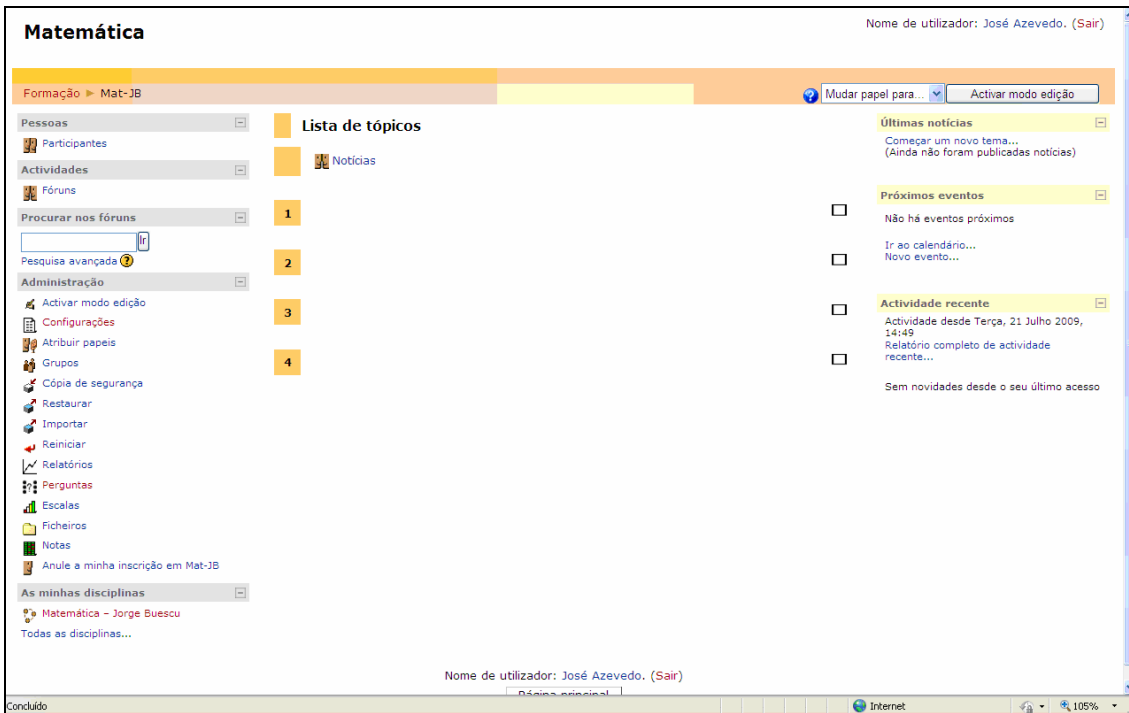 Matemática
Nome de utilizador: José Azevedo. (Sair)
Formação ► Mat-JB
Mudar papel para...
Activar modo edição
Pessoas
Participantes
Actividades
Fóruns
Procurar nos fóruns
Ir
Pesquisa avançada
Administração
Activar modo edição
Configurações
Atribuir papeis
Grupos
Cópia de segurança
Restaurar
Importar
Reiniciar
Relatórios
Perguntas
Escalas
Ficheiros
Notas
Anule a minha inscrição em Mat-JB
As minhas disciplinas
Matemática – Jorge Buescu
Todas as disciplinas...
Lista de tópicos
Notícias
1
2
3
4
Últimas notícias
Começar um novo tema...
(Ainda não foram publicadas notícias)
Próximos eventos
Não há eventos próximos
Ir ao calendário...
Novo evento...
Actividade recente
Actividade desde Terça, 21 Julho 2009,
14:49
Relatório completo de actividade
recente...
Sem novidades desde o seu último acesso
Nome de utilizador: José Azevedo. (Sair)
Página principal
Concluído
Internet
105%